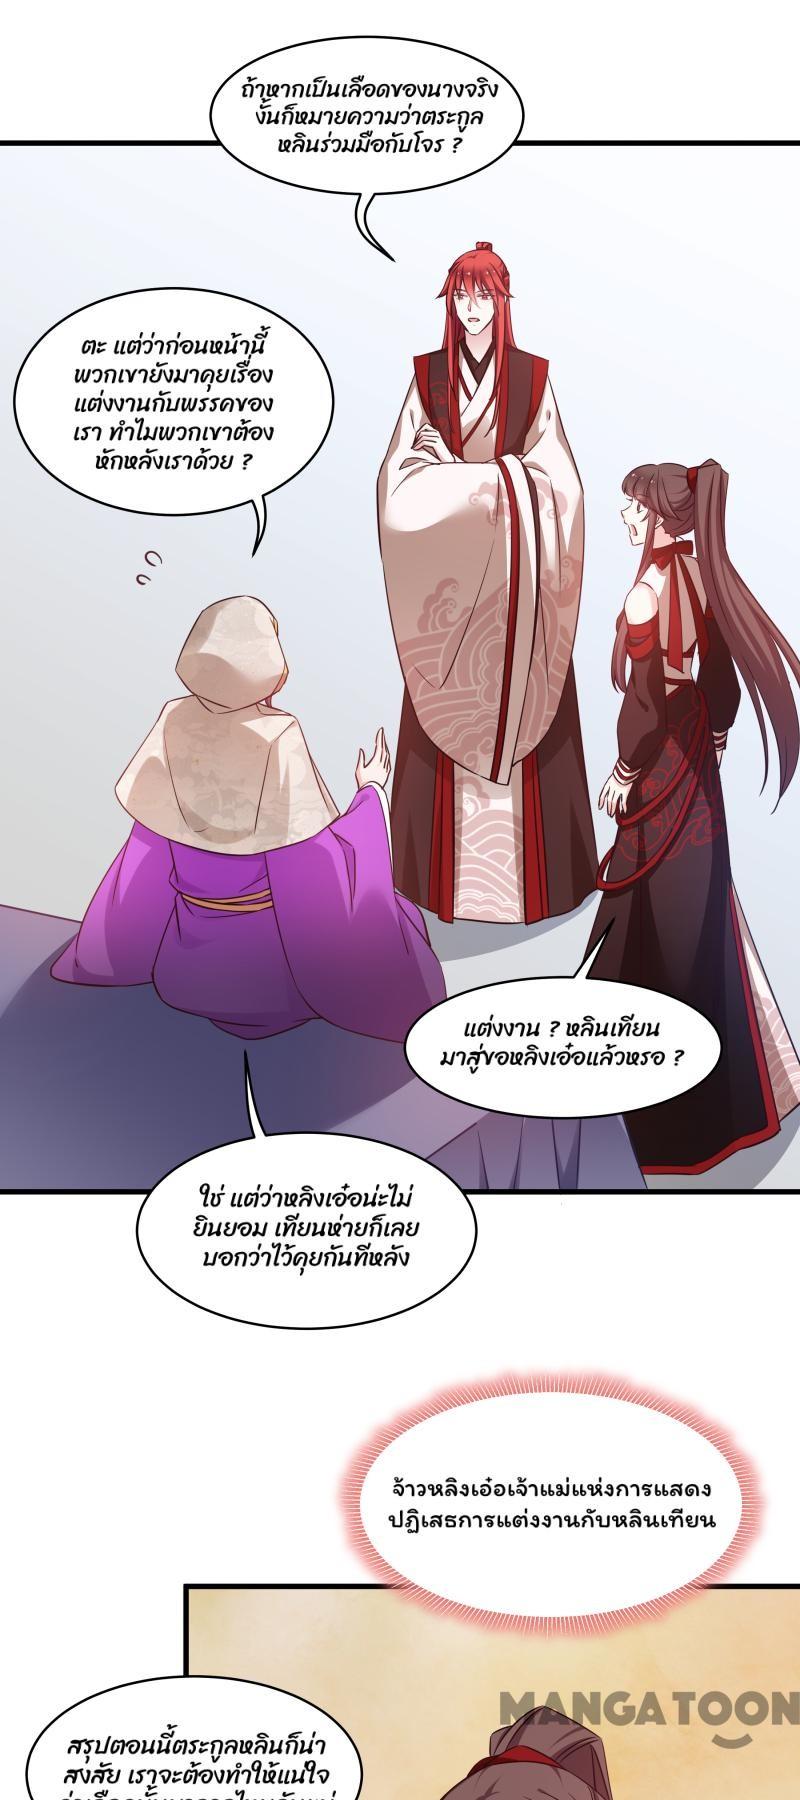 ถ้าหากเป็นเลือดของนางจริง
งั้นก็หมายความว่าตระกูล
หลินร่วมมือกับโจร ?
ตะ แต่ว่าก่อนหน้านี้
พวกเขายังมาคุยเรื่อง
แต่งงานกับพรรคของ
เรา ทำไมพวกเขาต้อง
หักหลังเราด้วย ?
แต่งงาน ? หลินเทียน
มาสู่ขอหลิงเอ๋อแล้วหรอ ?
ใช่ แต่ว่าหลิงเอ๋อน่ะไม่
ยินยอม เทียนห่ายก็เลย
บอกว่าไว้คุยกันทีหลัง
จ้าวหลิงเอ๋อเจ้าแม่แห่งการแสดง
ปฏิเสธการแต่งงานกับหลินเทียน
MANGATOON
สรุปตอนนี้ตระกูลหลินก็น่า
สงสัย เราจะต้องทำให้แน่ใจ